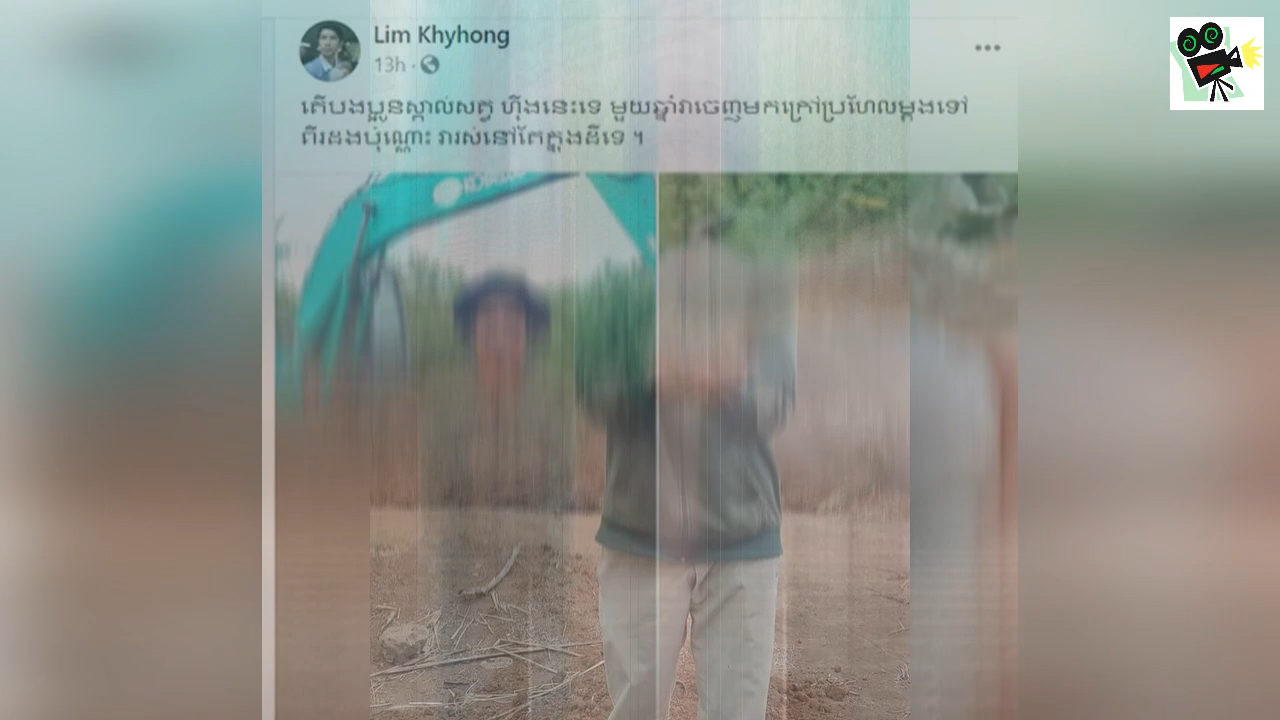 Lim Khyhong
13h ·
តើបងប្អូនស្គាល់សត្វ ហ៊ីងនេះទេ មួយឆ្នាំវាចេញមកក្រៅប្រហែលម្ដងទៅ
ពីរដងប៉ុណ្ណោះ វារស់នៅតែក្នុងដីទេ ។